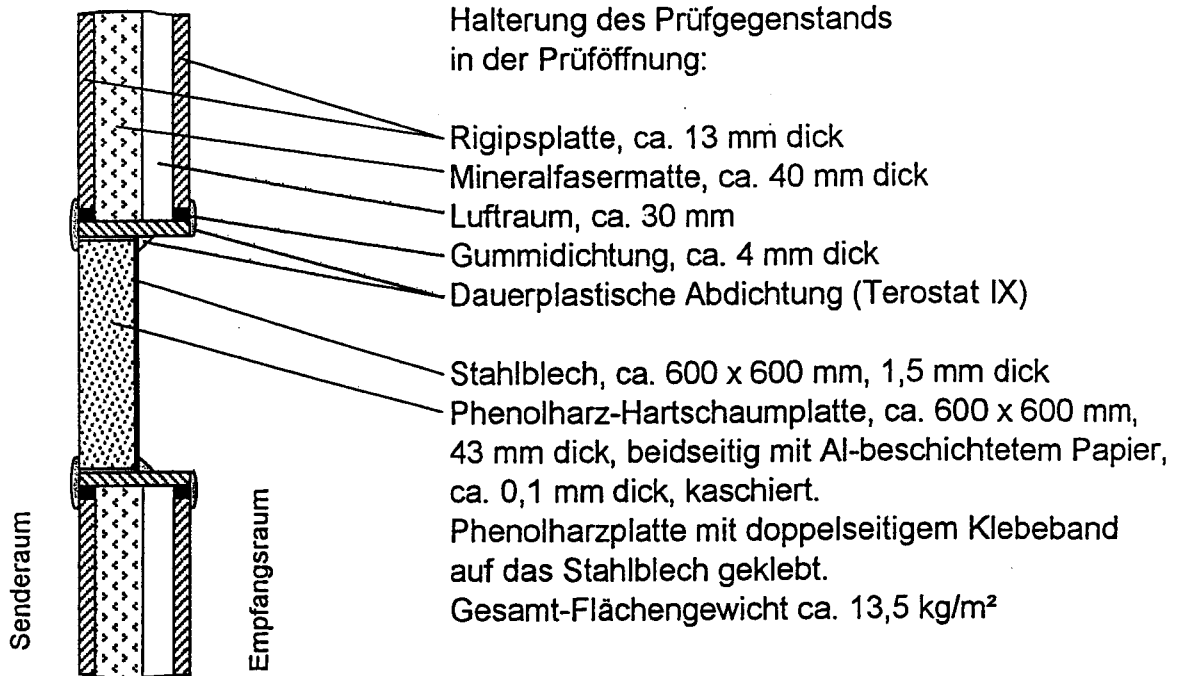 Halterung des Prüfgegenstands
in der Prüföffnung:
Rigipsplatte, ca. 13 mm dick
Mineralfasermatte, ca. 40 mm dick
Luftraum, ca. 30 mm
Gummidichtung, ca. 4 mm dick
Dauerplastische Abdichtung (Terostat IX)
Stahlblech, ca. 600 x 600 mm, 1,5 mm dick
Phenolharz-Hartschaumplatte, ca. 600 x 600 mm,
43 mm dick, beidseitig mit Al-beschichtetem Papier,
ca. 0,1 mm dick, kaschiert.
Phenolharzplatte mit doppelseitigem Klebeband
auf das Stahlblech geklebt.
Gesamt-Flächengewicht ca. 13,5 kg/m²
Senderaum
Empfangsraum